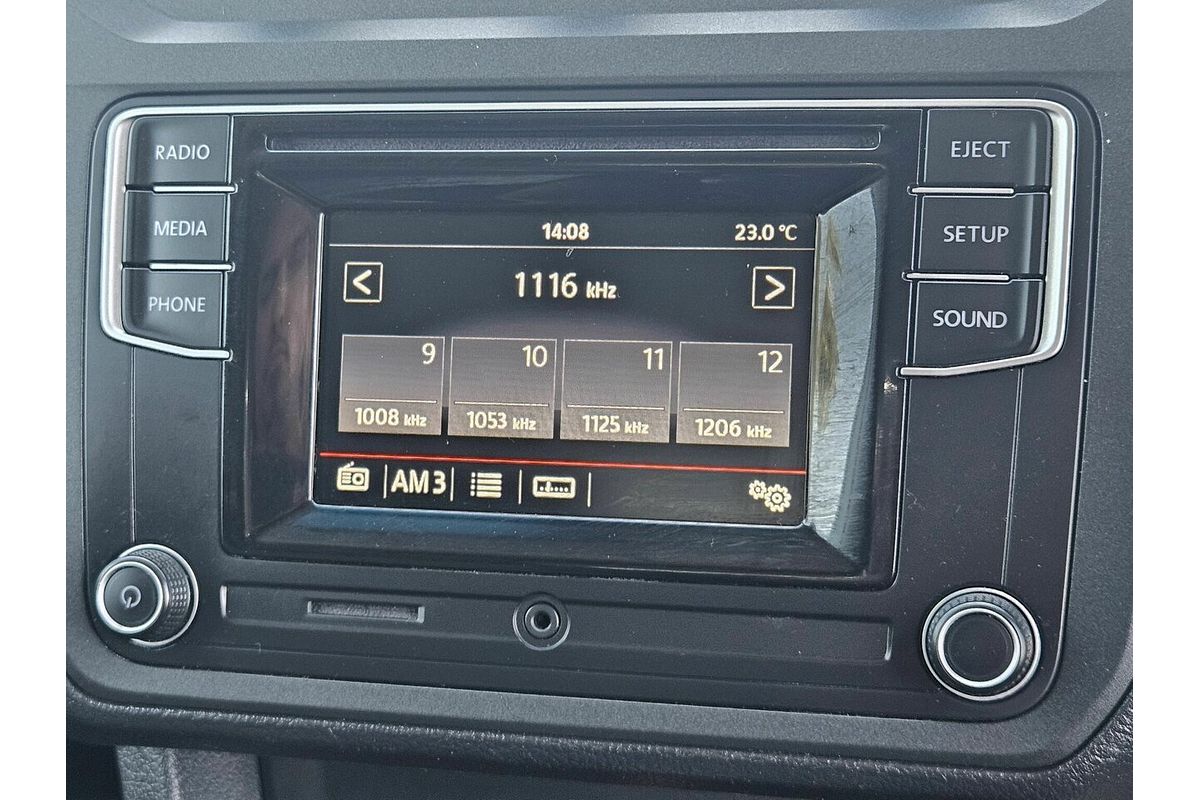 RADIO
MEDIA
PHONE
EJECT
SETUP
SOUND
14:08 23.0 °C
< 1116 kHz >
9 10 11 12
1008 kHz 1053 kHz 1125 kHz 1206 kHz
AM3